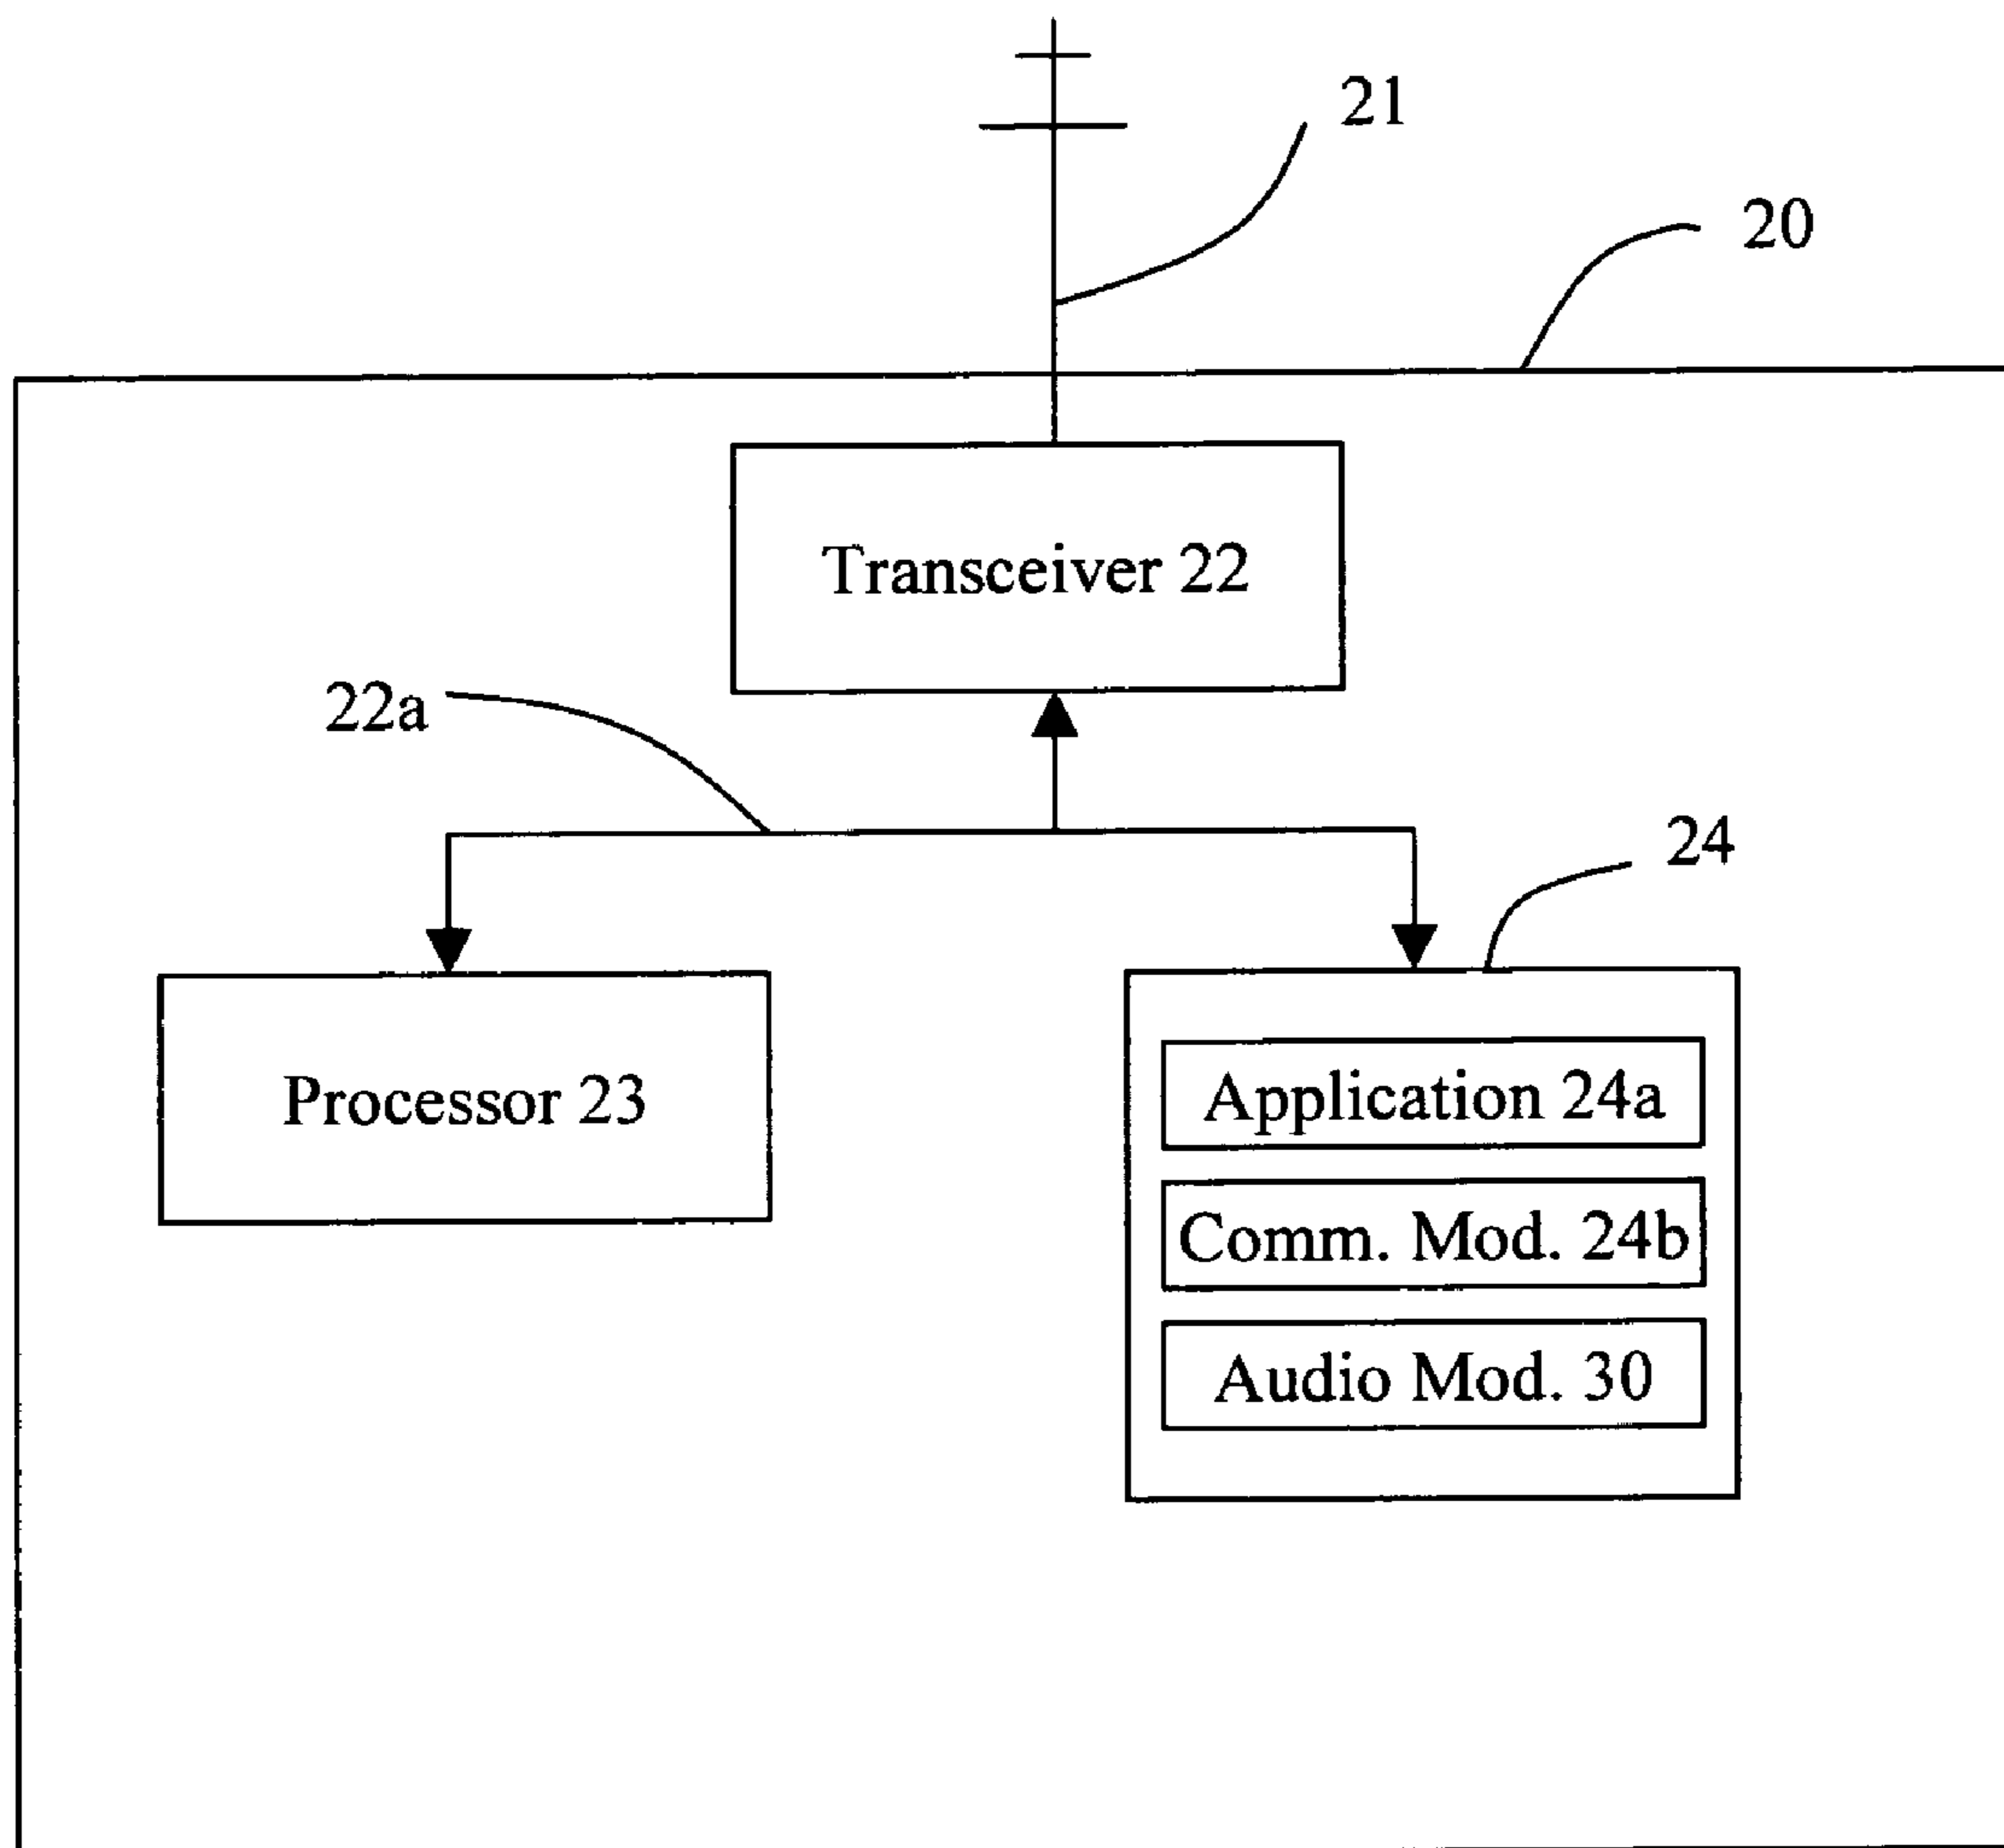 21
20
Transceiver 22
22a
24
Processor 23
Application 24a
Comm. Mod. 24b
Audio Mod. 30